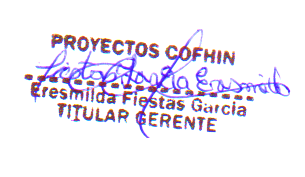 PROYECTOS COFHIN
Eresmilda Fiestas Garcia
TITULAR GERENTE